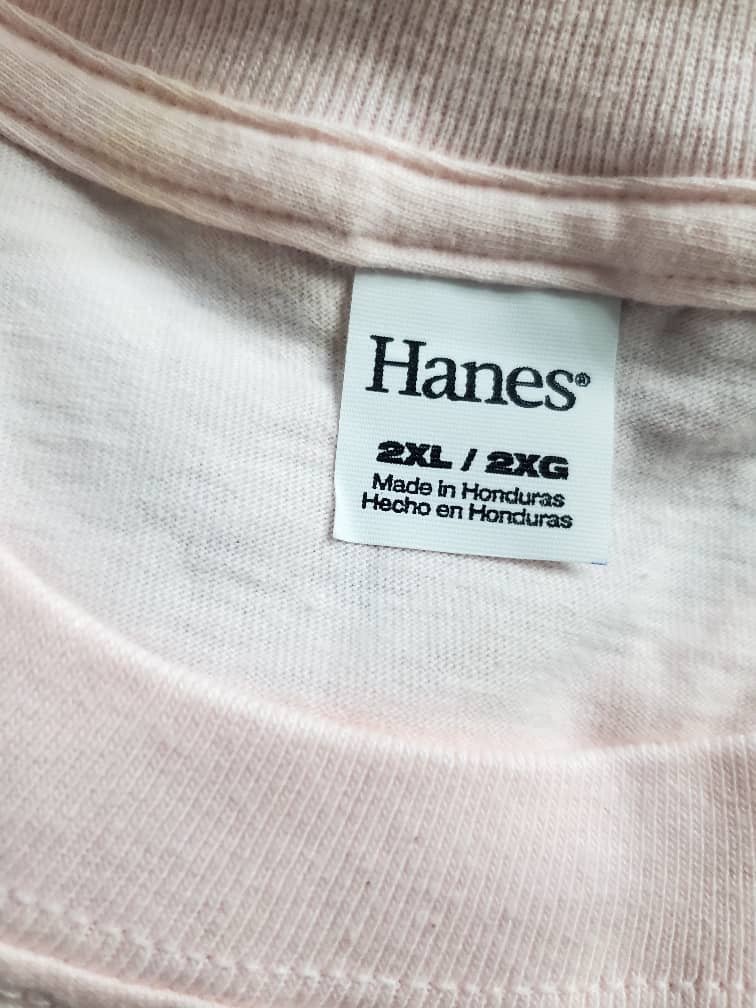 Hanes®
2XL / 2XG
Made in Honduras
Hecho en Honduras